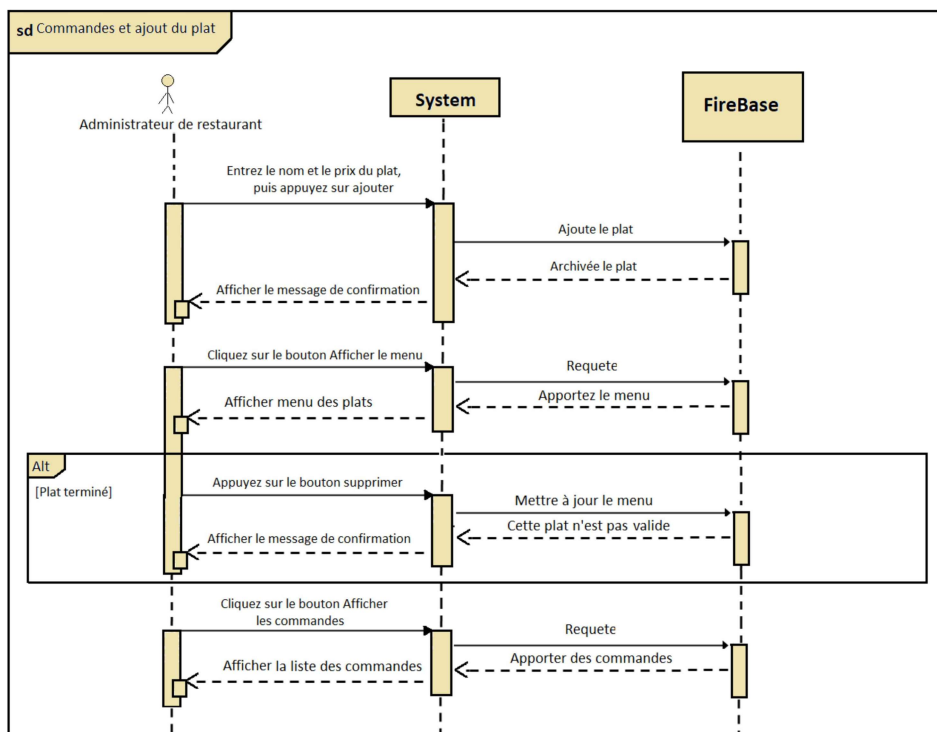 sd Commandes et ajout du plat
Administrateur de restaurant
System
FireBase
Entrez le nom et le prix du plat,
puis appuyez sur ajouter
Ajoute le plat
Archivée le plat
Afficher le message de confirmation
Cliquez sur le bouton Afficher le menu
Requete
Apportez le menu
Afficher menu des plats
Alt
[Plat terminé]
Appuyez sur le bouton supprimer
Mettre à jour le menu
Cette plat n'est pas valide
Afficher le message de confirmation
Cliquez sur le bouton Afficher
les commandes
Requete
Apporter des commandes
Afficher la liste des commandes